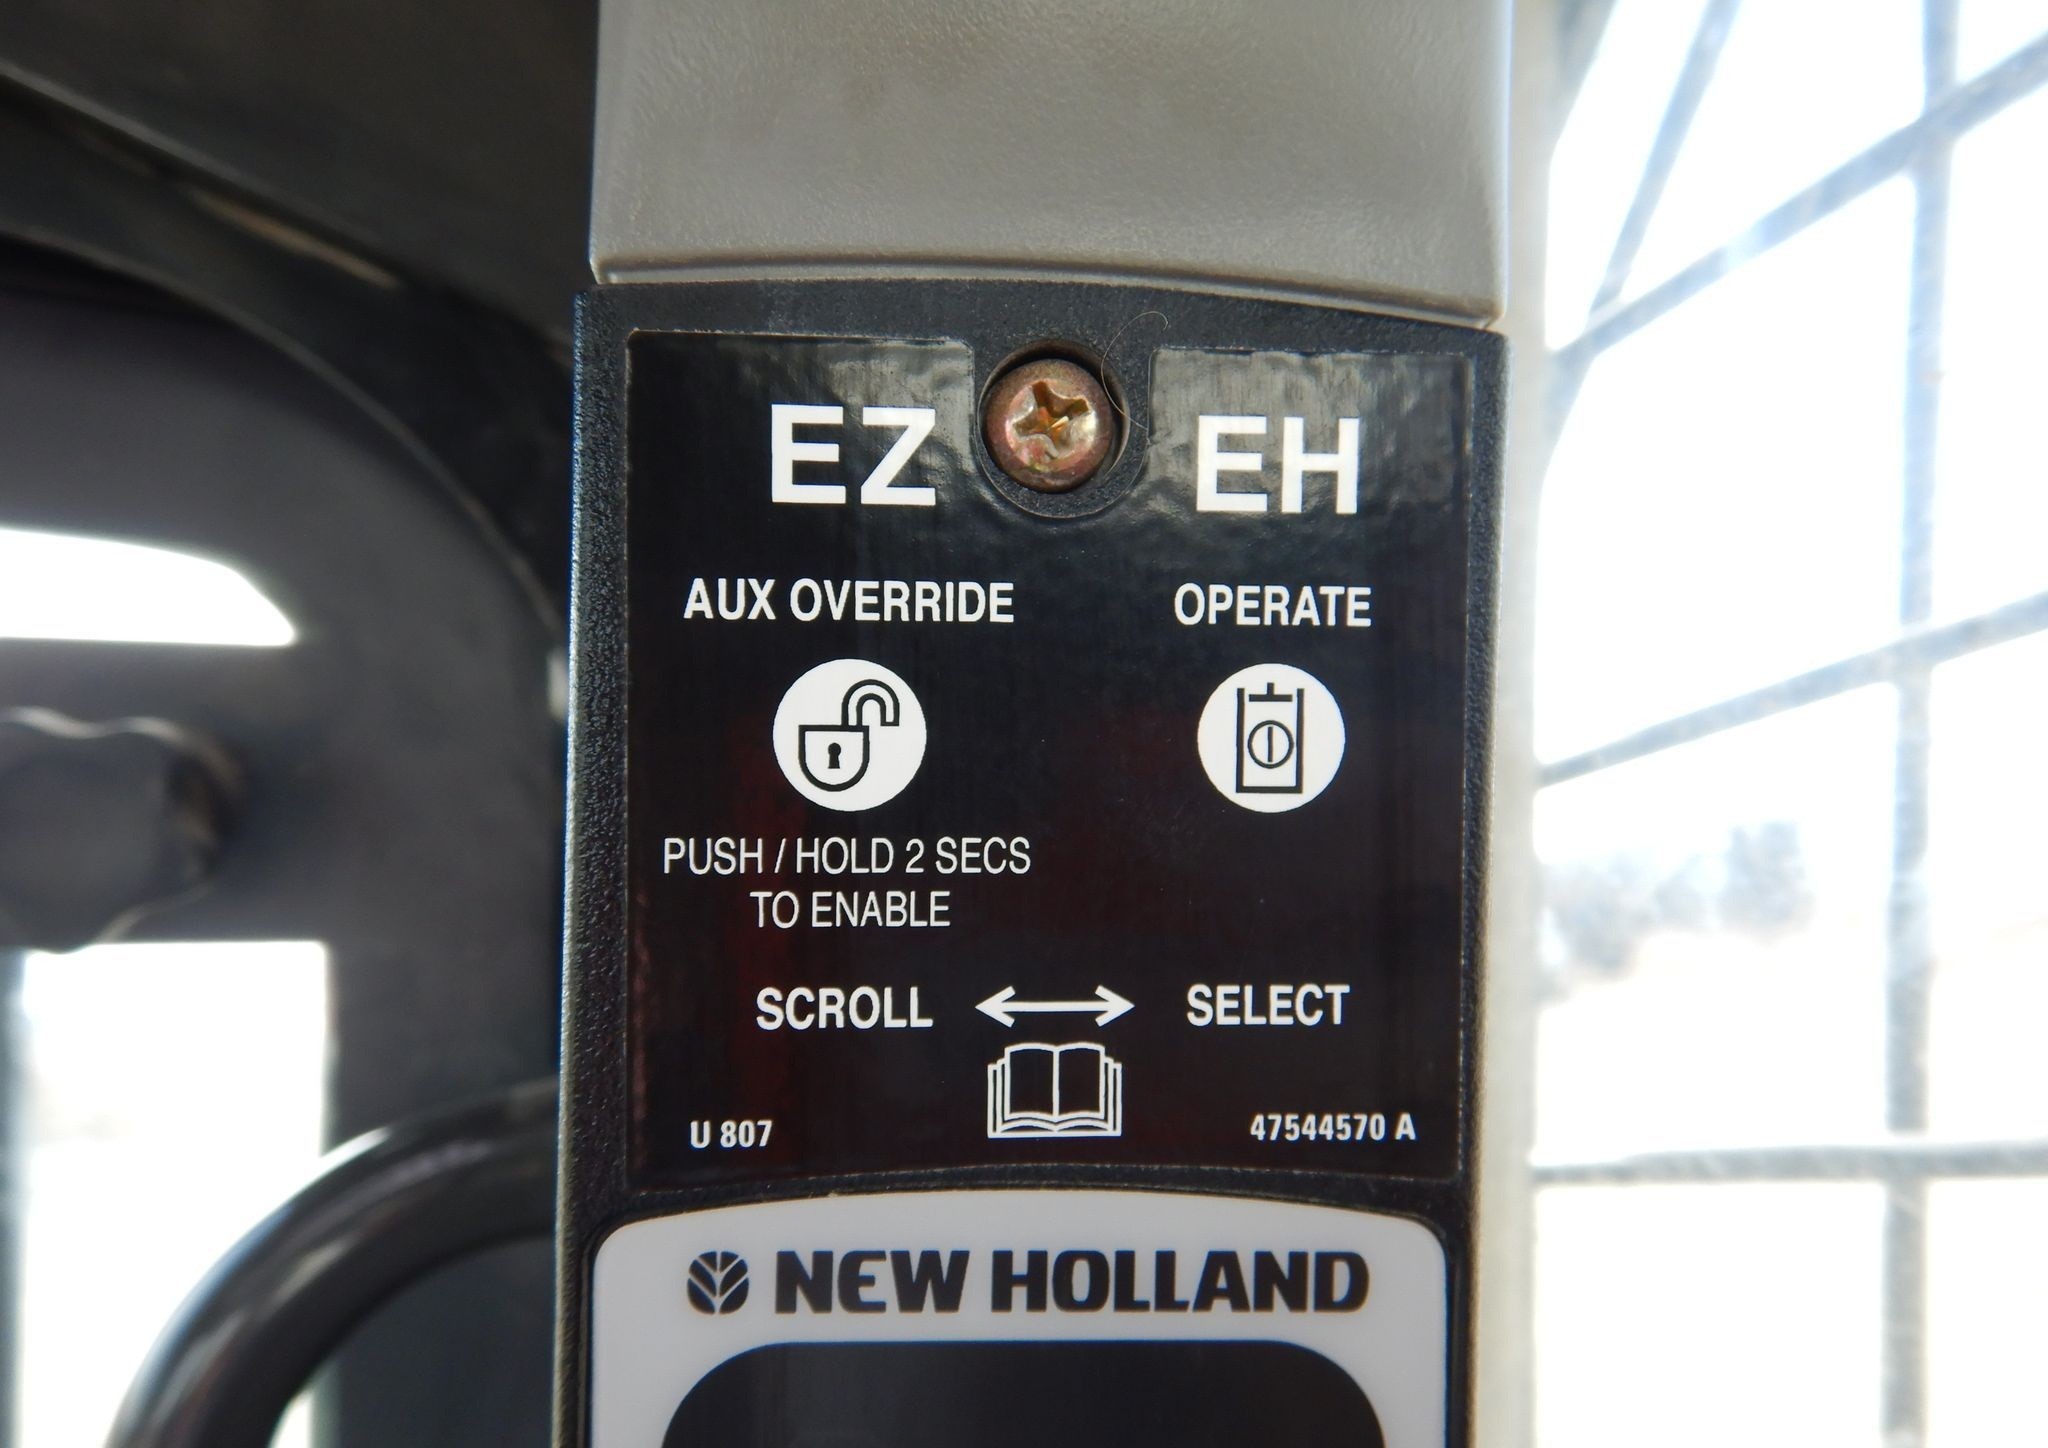 EZ EH
AUX OVERRIDE OPERATE
PUSH / HOLD 2 SECS
TO ENABLE
SCROLL SELECT
U 807 47544570 A
NEW HOLLAND